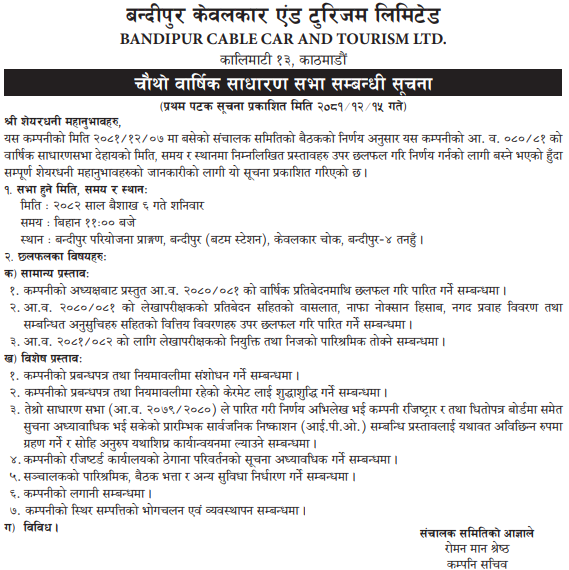 बन्दीपुर केवलकार एंड टुरिजम लिमिटेड
BANDIPUR CABLE CAR AND TOURISM LTD.
कालिमाटी १३, काठमाडौं
चौथो वार्षिक साधारण सभा सम्बन्धी सूचना
(प्रथम पटक सूचना प्रकाशित मिति २०८१/१२/१५ गते)
श्री शेयरधनी महानुभावहरु,
यस कम्पनीको मिति २०८१/१२/०७ मा बसेको संचालक समितिको बैठकको निर्णय अनुसार यस कम्पनीको आ. व. ०८०/८१ को
वार्षिक साधारणसभा देहायको मिति, समय र स्थानमा निम्नलिखित प्रस्तावहरु उपर छलफल गरि निर्णय गर्नको लागी बस्ने भएको हुँदा
सम्पूर्ण शेयरधनी महानुभावहरुको जानकारीको लागी यो सूचना प्रकाशित गरिएको छ ।
१. सभा हुने मिति, समय र स्थान:
मिति : २०८२ साल बैशाख ६ गते शनिवार
समय : बिहान ११:०० बजे
स्थान : बन्दीपुर परियोजना प्राङ्गण, बन्दीपुर (बटम स्टेशन), केवलकार चोक, बन्दीपुर-४ तनहुँ ।
२. छलफलका विषयहरु:
क) सामान्य प्रस्ताव:
१. कम्पनीको अध्यक्षबाट प्रस्तुत आ.व. २०८०/०८१ को वार्षिक प्रतिबेदनमाथि छलफल गरि पारित गर्ने सम्बन्धमा ।
२. आ.व. २०८०/०८१ को लेखापरीक्षकको प्रतिबेदन सहितको वासलात, नाफा नोक्सान हिसाब, नगद प्रवाह विवरण तथा
सम्बन्धित अनुसुचिहरु सहितको वित्तिय विवरणहरु उपर छलफल गरि पारित गर्ने सम्बन्धमा ।
३. आ.व. २०८१/०८२ को लागि लेखापरीक्षकको नियुक्ति तथा निजको पारिश्रमिक तोक्ने सम्बन्धमा ।
ख) विशेष प्रस्ताव:
१. कम्पनीको प्रबन्धपत्र तथा नियमावलीमा संशोधन गर्ने सम्बन्धमा ।
२. कम्पनीको प्रबन्धपत्र तथा नियमावलीमा रहेको केरमेट लाई शुद्धाशुद्धि गर्ने सम्बन्धमा ।
३. तेश्रो साधारण सभा (आ.व. २०७९/२०८०) ले पारित गरी निर्णय अभिलेख भई कम्पनी रजिष्ट्रार र तथा धितोपत्र बोर्डमा समेत
सुचना अध्यावाधिक भई सकेको प्रारम्भिक सार्वजनिक निष्काशन (आई.पी.ओ.) सम्बन्धि प्रस्तावलाई यथावत अविछिन्न रुपमा
ग्रहण गर्ने र सोहि अनुरुप यथाशिघ्र कार्यान्वयनमा ल्याउने सम्बन्धमा ।
४. कम्पनीको रजिष्टर्ड कार्यालयको ठेगाना परिवर्तनको सूचना अध्यावधिक गर्ने सम्बन्धमा ।
५. सञ्चालकको पारिश्रमिक, बैठक भत्ता र अन्य सुविधा निर्धारण गर्ने सम्बन्धमा ।
६. कम्पनीको लगानी सम्बन्धमा ।
७. कम्पनीको स्थिर सम्पत्तिको भोगचलन एवं व्यवस्थापन सम्बन्धमा ।
ग) विविध ।
संचालक समितिको आज्ञाले
रोमन मान श्रेष्ठ
कम्पनि सचिव